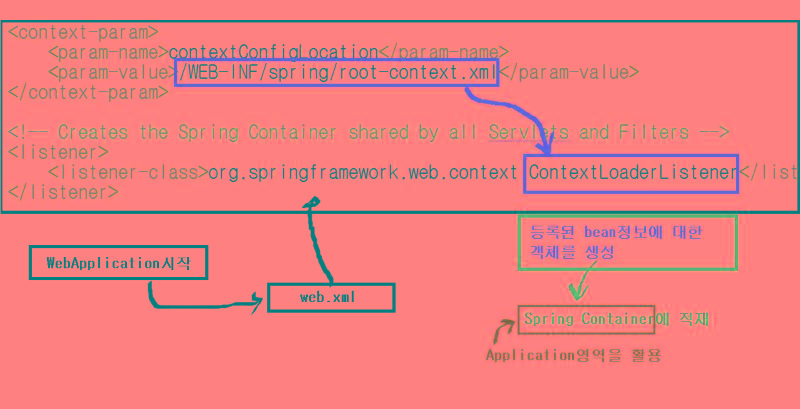 <context-param>
<param-name>contextConfigLocation</param-name>
<param-value>/WEB-INF/spring/root-context.xml</param-value>
</context-param>
<!-- Creates the Spring Container shared by all Servlets and Filters -->
<listener>
<listener-class>org.springframework.web.context ContextLoaderListener</list
</listener>
등록된 bean정보에 대한
객체를 생성
WebApplication시작
web.xml
Spring Container에 적재
Application영역을 활용